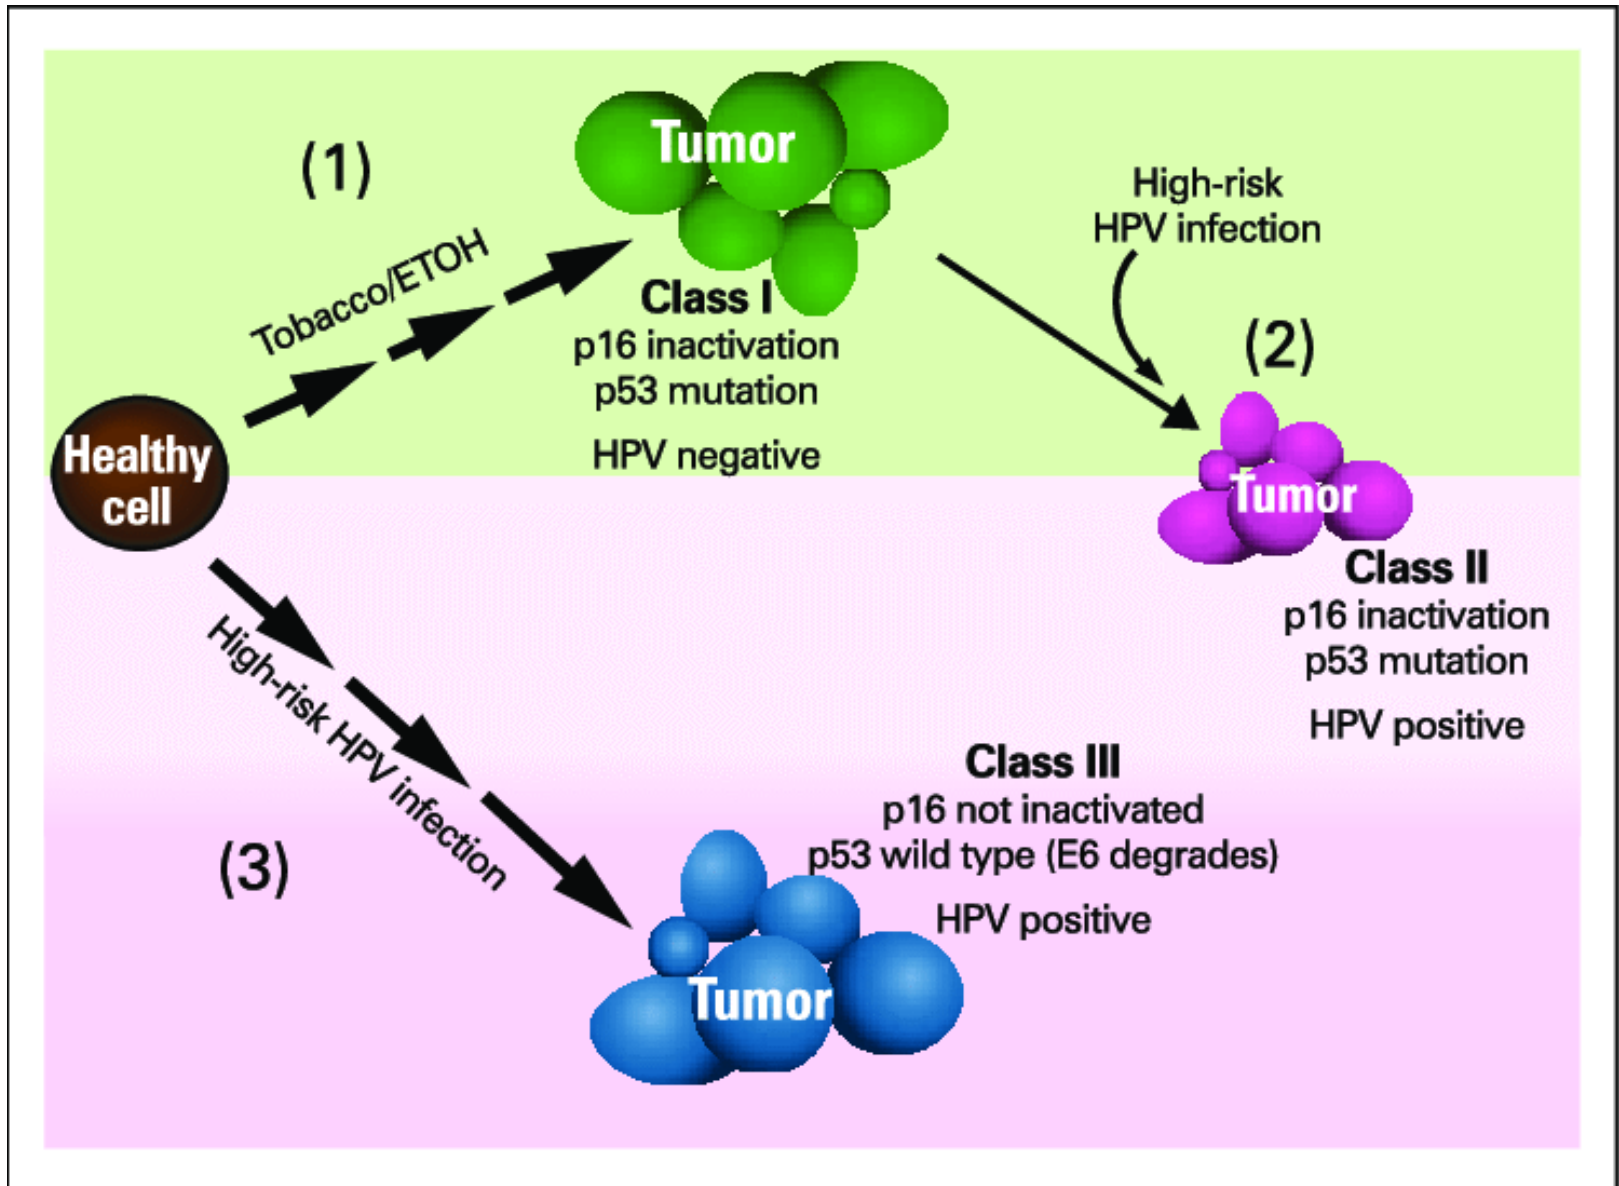 (1)
Tobacco/ETOH
Tumor
Class I
p16 inactivation
p53 mutation
HPV negative
High-risk
HPV infection
(2)
Tumor
Class II
p16 inactivation
p53 mutation
HPV positive
Healthy
cell
High-risk HPV infection
(3)
Class III
p16 not inactivated
p53 wild type (E6 degrades)
HPV positive
Tumor